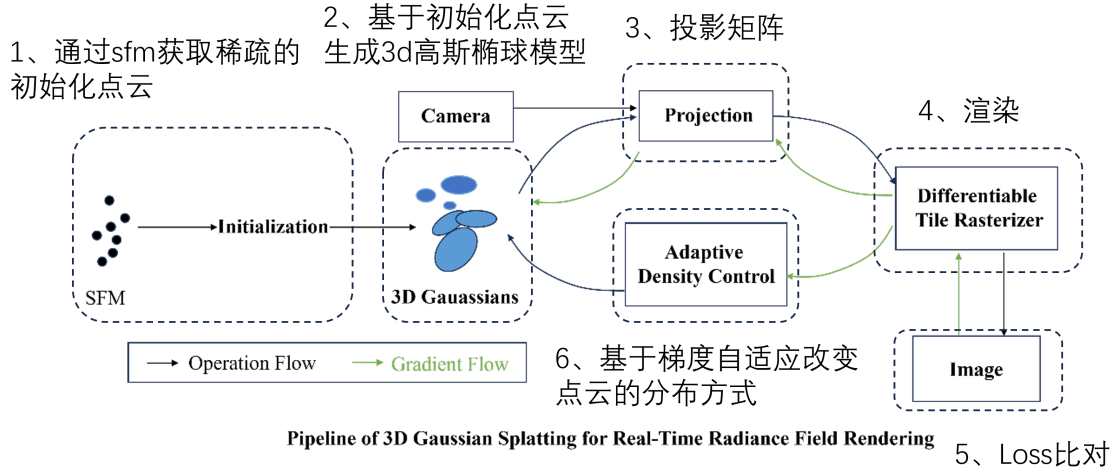 1、通过sfm获取稀疏的
初始化点云
2、基于初始化点云
生成3d高斯椭球模型
3、投影矩阵
4、渲染
Camera
Projection
Differentiable
Tile Rasterizer
Initialization
SFM
3D Gauassians
Adaptive
Density Control
Image
Operation Flow
Gradient Flow
6、基于梯度自适应改变
点云的分布方式
Pipeline of 3D Gaussian Splatting for Real-Time Radiance Field Rendering
5、Loss比对